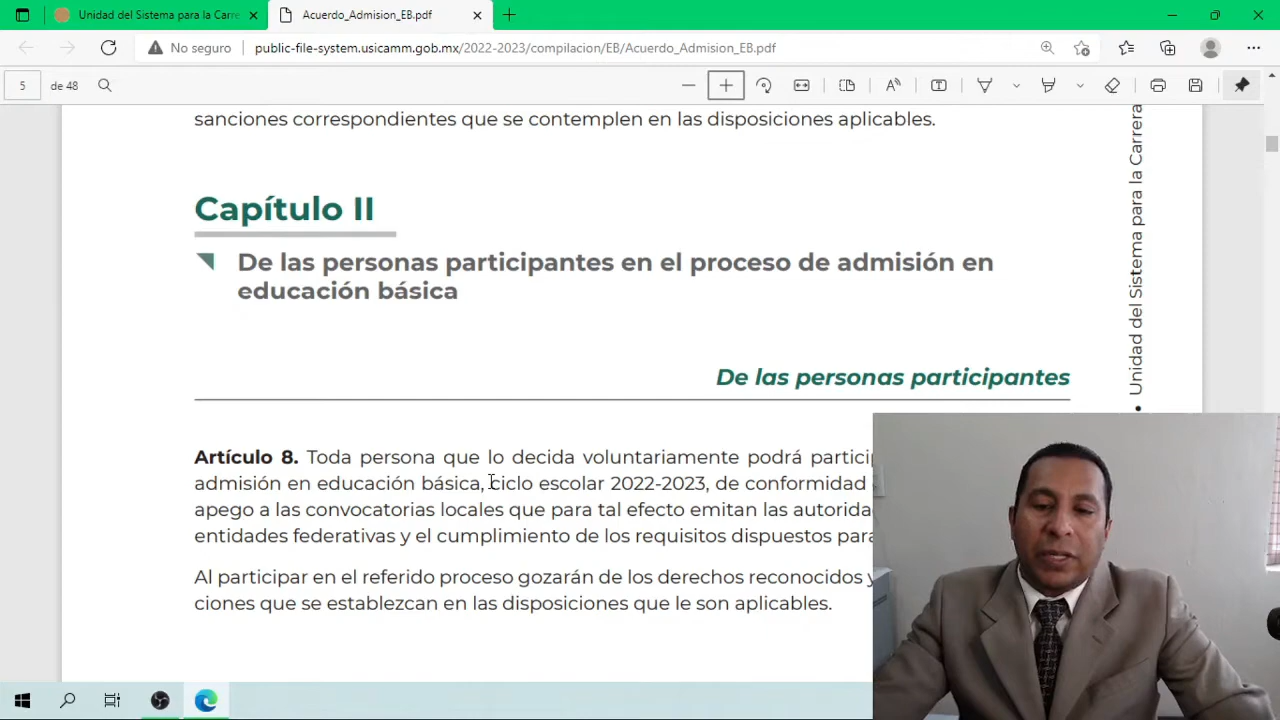 Unidad del Sistema para la Carre
Acuerdo_Admision_EB.pdf
No seguro
public-file-system.usicamm.gob.mx/2022-2023/compilacion/EB/Acuerdo_Admision_EB.pdf
5
de 48
sanciones correspondientes que se contemplen en las disposiciones aplicables.
Capítulo II
De las personas participantes en el proceso de admisión en
educación básica
De las personas participantes
Artículo 8. Toda persona que lo decida voluntariamente podrá particip
admisión en educación básica, ciclo escolar 2022-2023, de conformidad
apego a las convocatorias locales que para tal efecto emitan las autorida
entidades federativas y el cumplimiento de los requisitos dispuestos para
Al participar en el referido proceso gozarán de los derechos reconocidos y
ciones que se establezcan en las disposiciones que le son aplicables.
• Unidad del Sistema para la Carrera